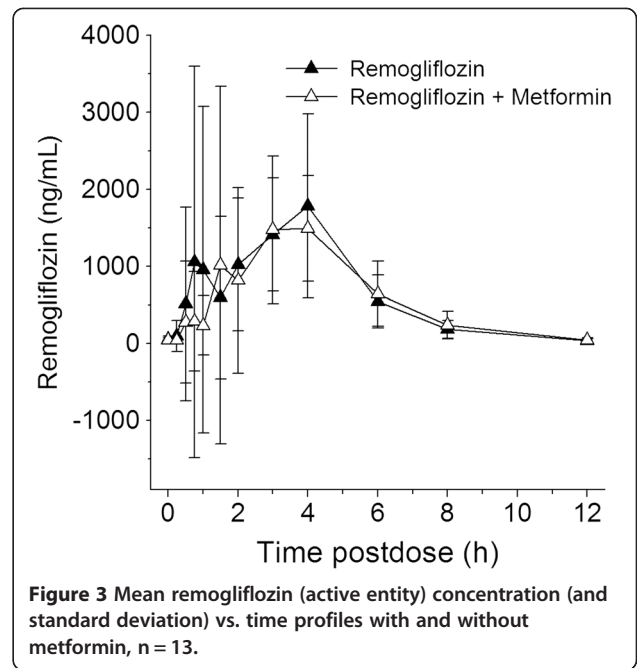 4000
3000
2000
1000
0
-1000
Remogliflozin (ng/mL)
Remogliflozin
Remogliflozin + Metformin
0 2 4 6 8 10 12
Time postdose (h)
Figure 3 Mean remogliflozin (active entity) concentration (and
standard deviation) vs. time profiles with and without
metformin, n = 13.